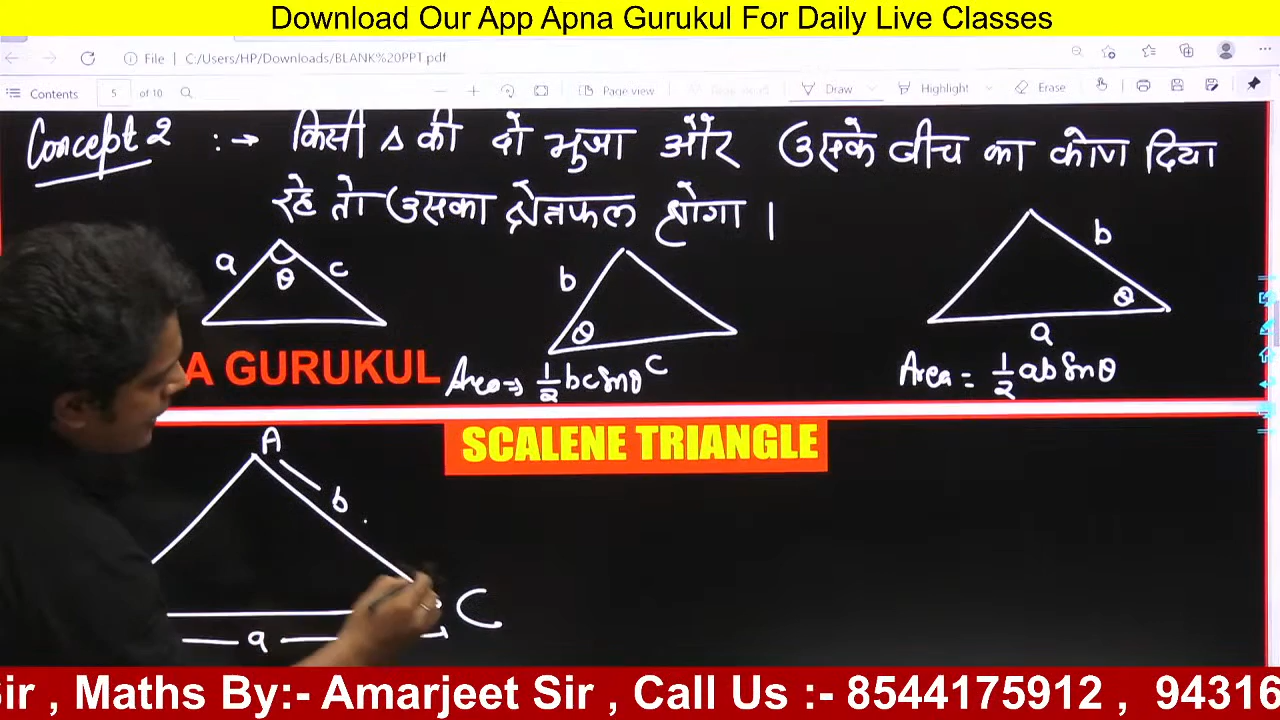 Download Our App Apna Gurukul For Daily Live Classes
File | C:/Users/HP/Downloads/BLANK%20PPT.pdf
Contents 5 of 10 Page view Draw Highlight Erase
Concept 2 :→ किसी Δ की दो भुजा और उसके बीच का कोण दिया
रहे तो उसका क्षेत्रफल होगा ।
a θ c
b θ c
b θ a
A GURUKUL
Area ⇒ 1/2 bc Sinθ
Area = 1/2 ab Sinθ
SCALENE TRIANGLE
A
b
C
a
Sir , Maths By:- Amarjeet Sir , Call Us :- 8544175912 , 94316